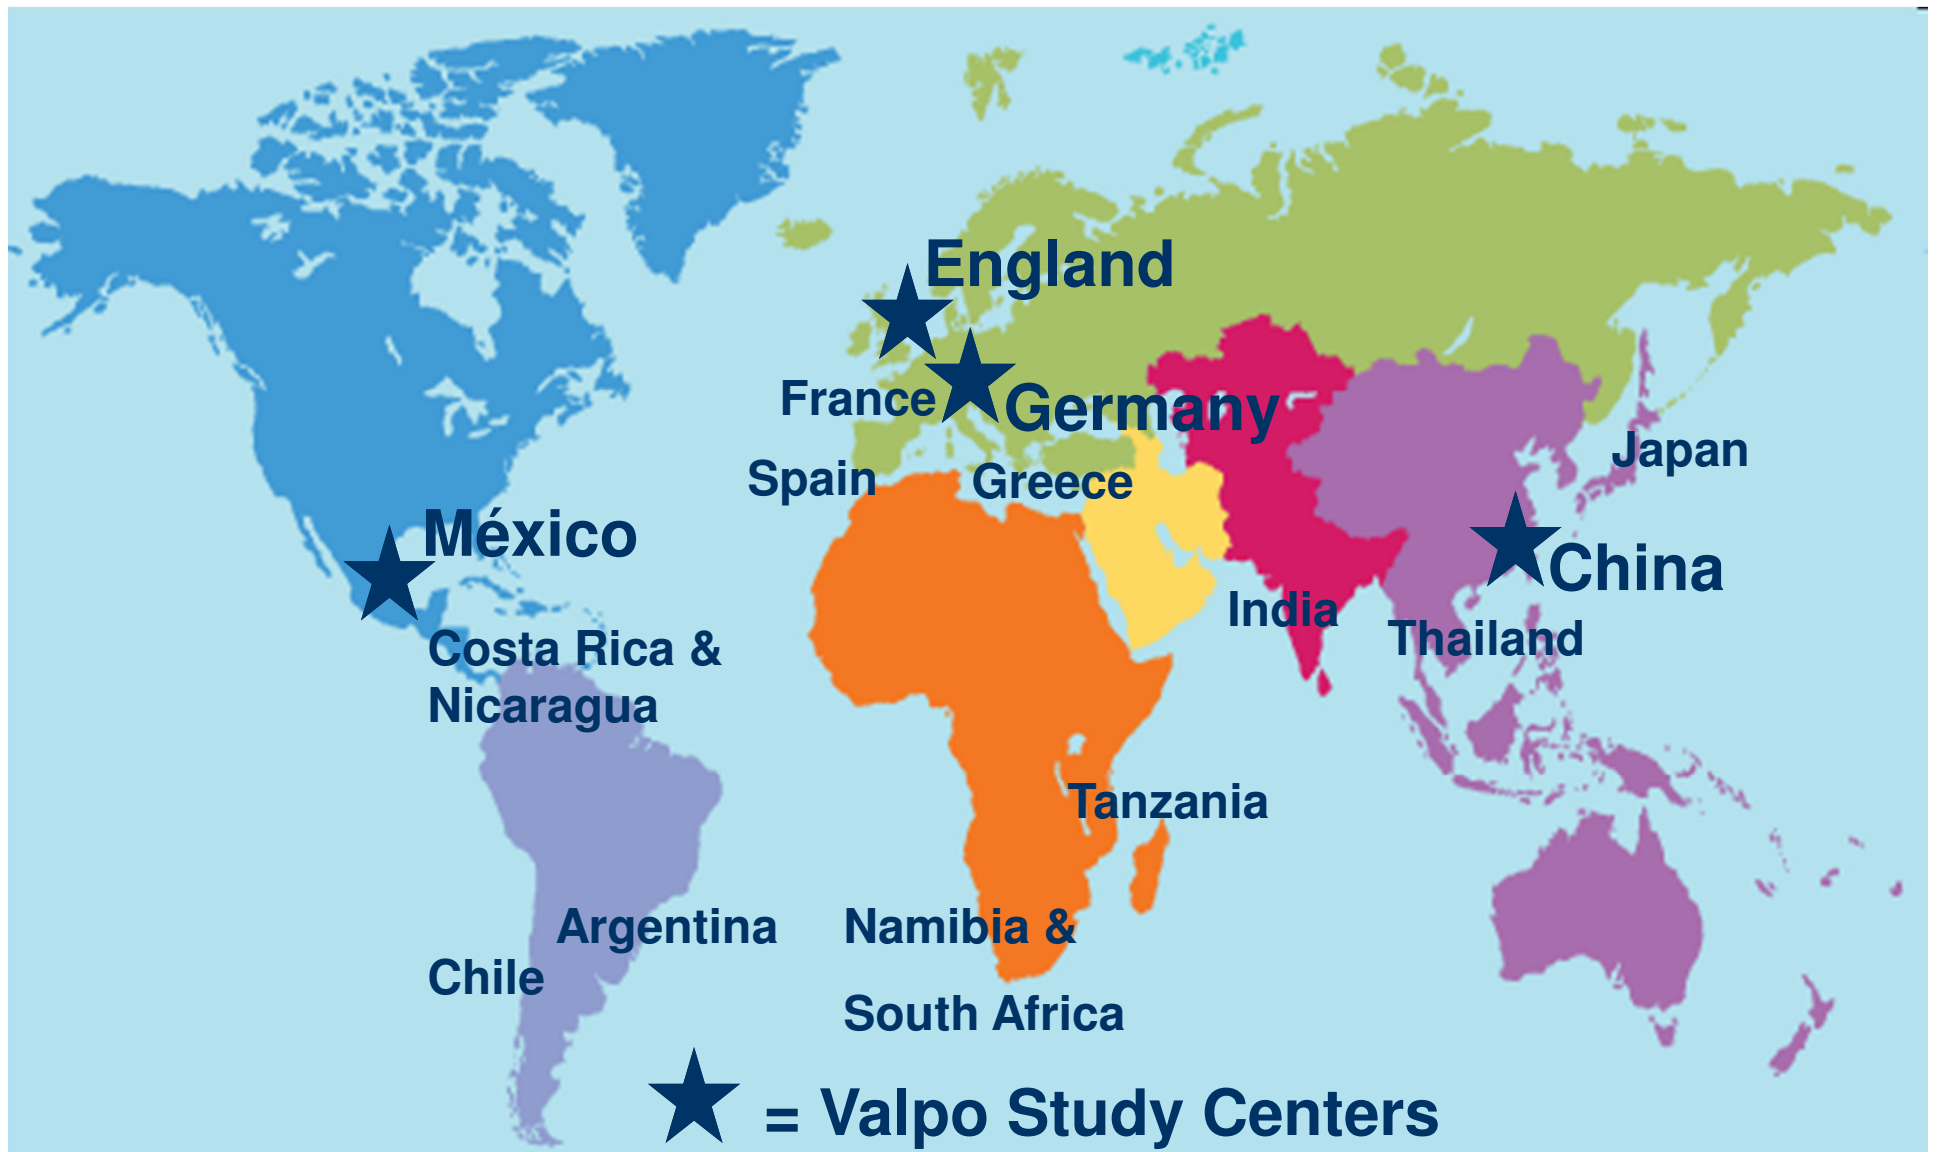 England
France
Germany
Japan
Spain
Greece
México
China
India
Thailand
Costa Rica &
Nicaragua
Tanzania
Argentina
Namibia &
Chile
South Africa
= Valpo Study Centers